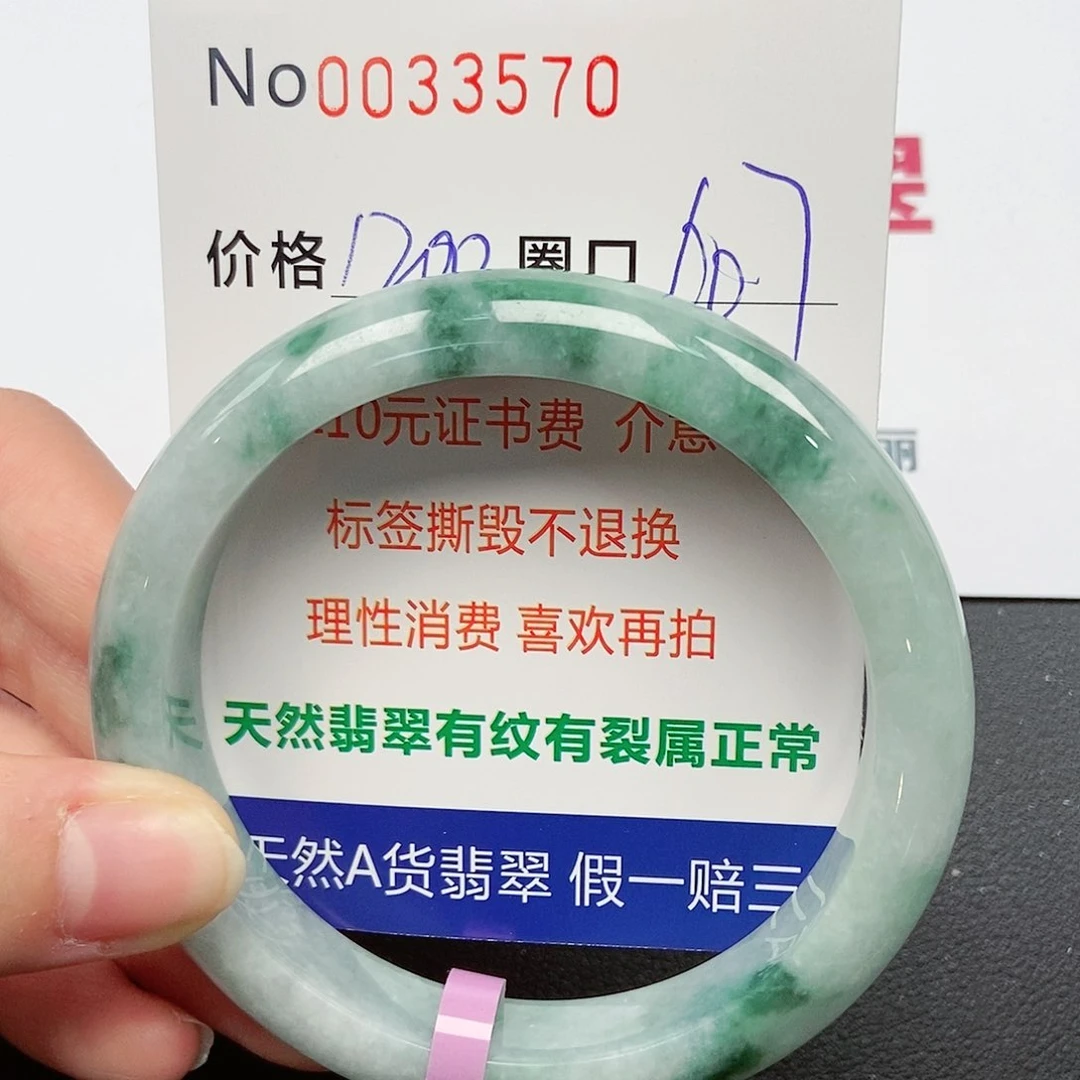 No0033570
价格 圈口
10元证书费 介意
标签撕毁不退换
理性消费 喜欢再拍
天然翡翠有纹有裂属正常
天然A货翡翠 假一赔三